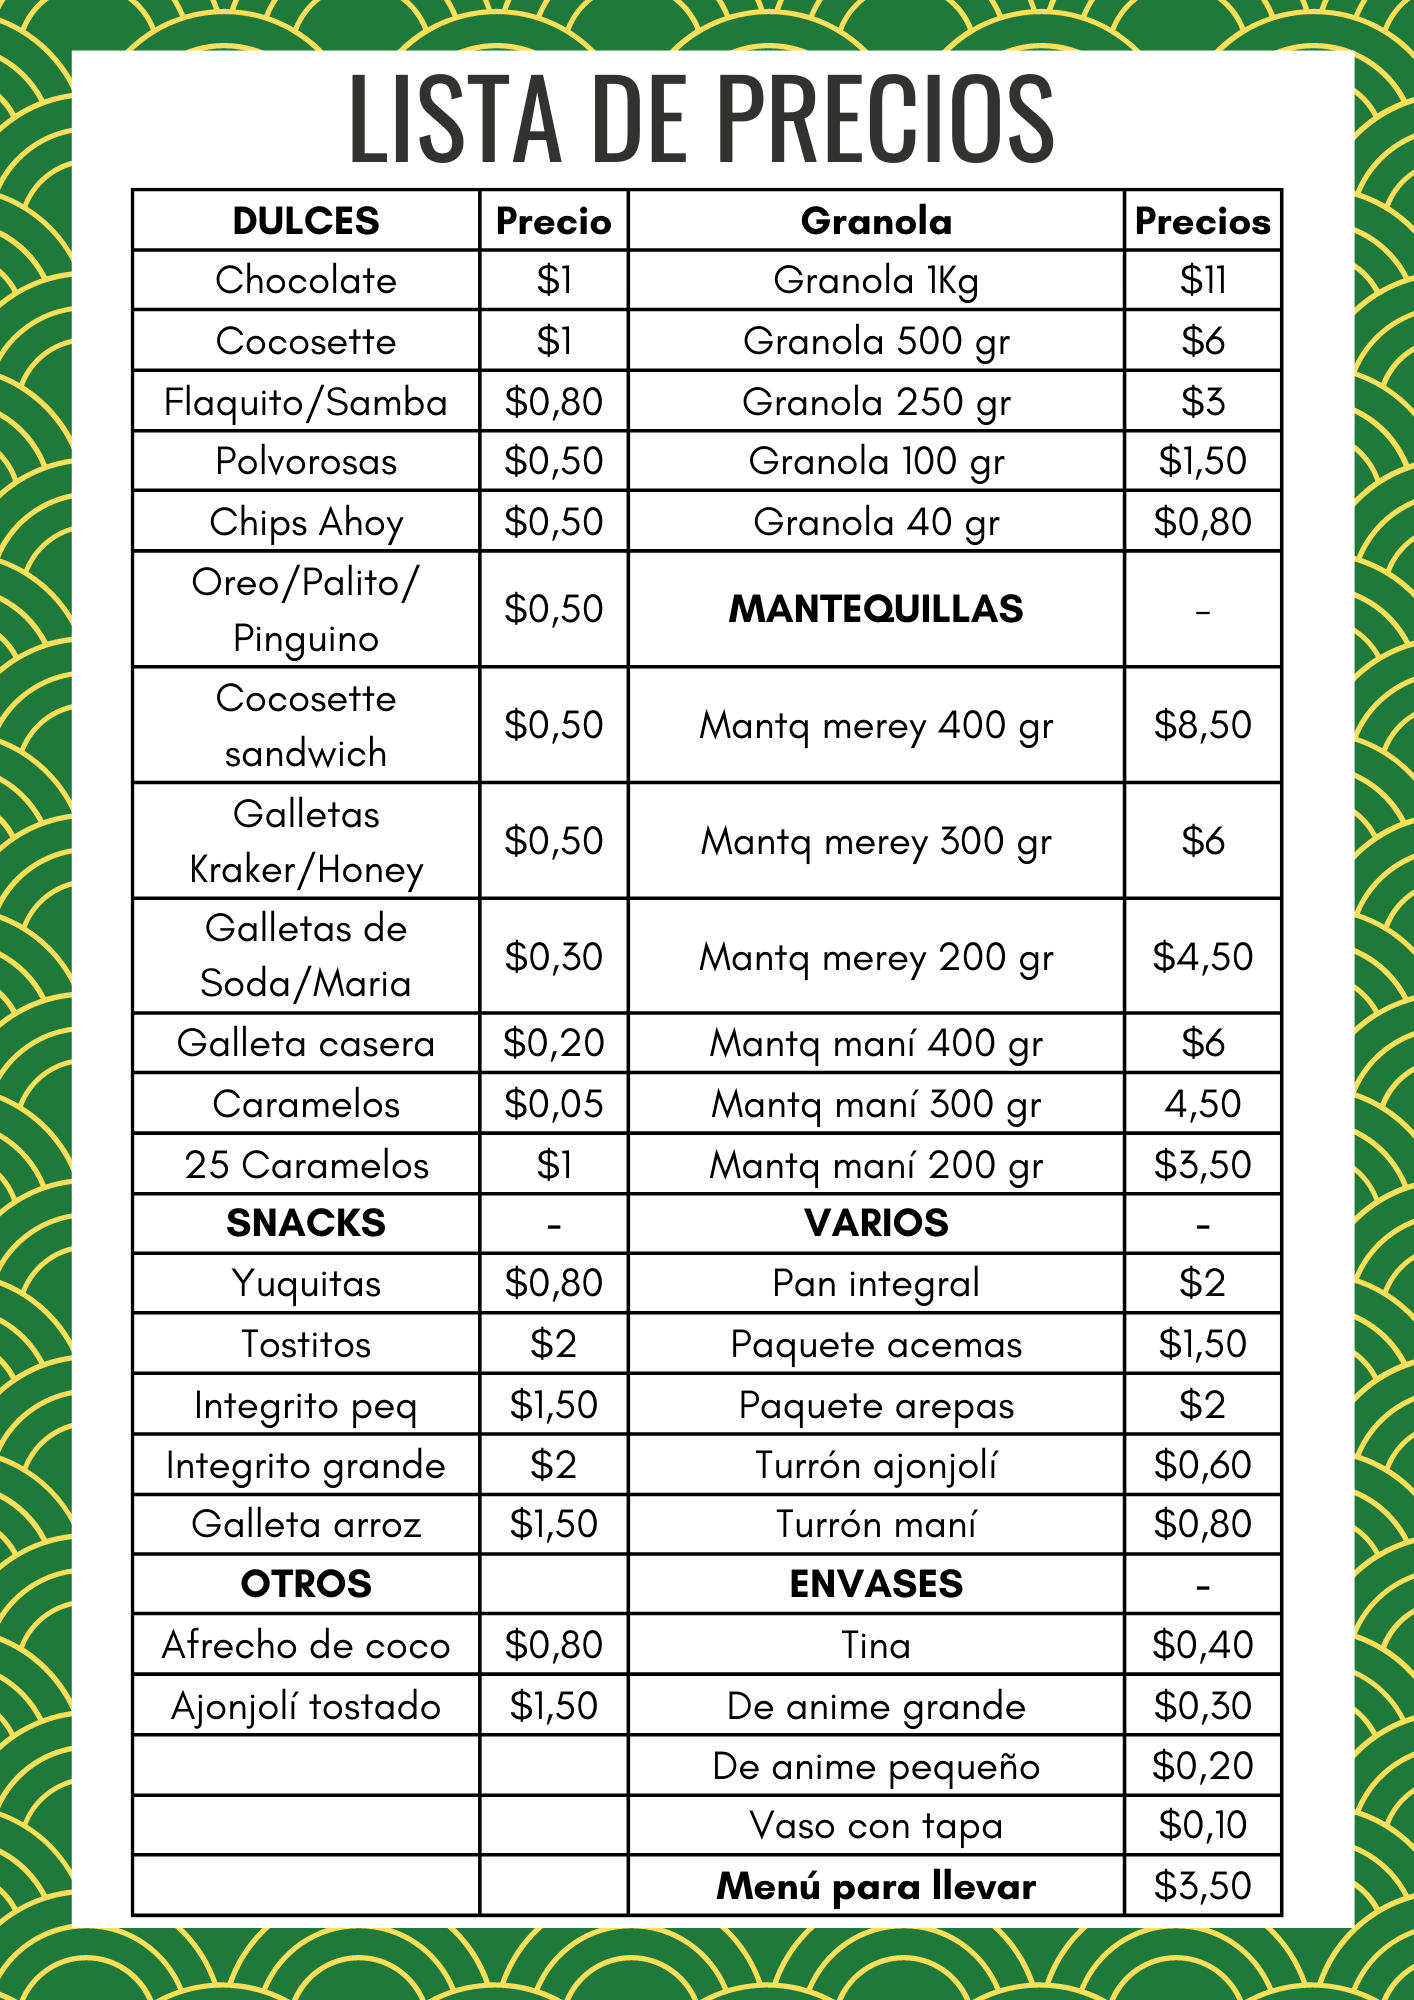 LISTA DE PRECIOS
DULCES Precio Granola Precios
Chocolate $1 Granola 1Kg $11
Cocosette $1 Granola 500 gr $6
Flaquito/Samba $0,80 Granola 250 gr $3
Polvorosas $0,50 Granola 100 gr $1,50
Chips Ahoy $0,50 Granola 40 gr $0,80
Oreo/Palito/
Pinguino $0,50 MANTEQUILLAS -
Cocosette
sandwich $0,50 Mantq merey 400 gr $8,50
Galletas
Kraker/Honey $0,50 Mantq merey 300 gr $6
Galletas de
Soda/Maria $0,30 Mantq merey 200 gr $4,50
Galleta casera $0,20 Mantq maní 400 gr $6
Caramelos $0,05 Mantq maní 300 gr 4,50
25 Caramelos $1 Mantq maní 200 gr $3,50
SNACKS - VARIOS -
Yuquitas $0,80 Pan integral $2
Tostitos $2 Paquete acemas $1,50
Integrito peq $1,50 Paquete arepas $2
Integrito grande $2 Turrón ajonjolí $0,60
Galleta arroz $1,50 Turrón maní $0,80
OTROS ENVASES -
Afrecho de coco $0,80 Tina $0,40
Ajonjolí tostado $1,50 De anime grande $0,30
De anime pequeño $0,20
Vaso con tapa $0,10
Menú para llevar $3,50